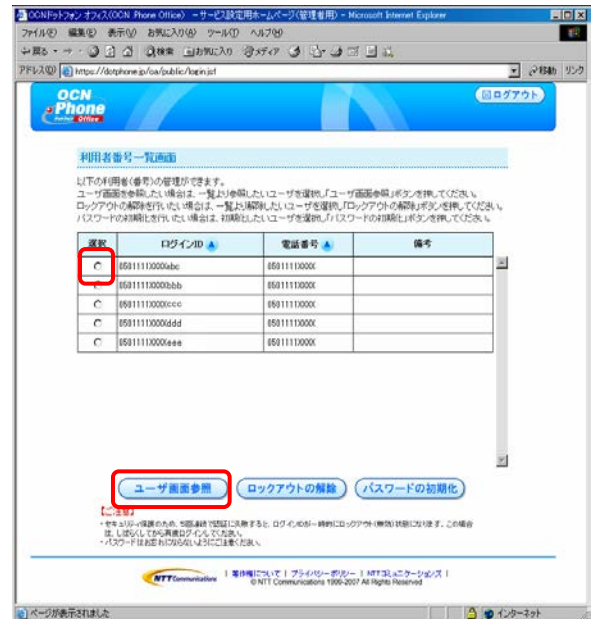 OCNドットフォン オフィス(OCN .Phone Office) - サービス設定用ホームページ(管理者用) - Microsoft Internet Explorer
ファイル(F) 編集(E) 表示(V) お気に入り(A) ツール(T) ヘルプ(H)
戻る 検索 お気に入り メディア
アドレス(D) https://dotphone.jp/oa/public/login.jst 移動 リンク
OCN
.Phone
Office
ログアウト
利用者番号一覧画面
以下の利用者(番号)の管理ができます。
ユーザ画面を参照したい場合は、一覧より参照したいユーザを選択し「ユーザ画面参照」ボタンを押してください。
ロックアウトの解除を行いたい場合は、一覧より解除したいユーザを選択し「ロックアウトの解除」ボタンを押してください。
パスワードの初期化を行いたい場合は、初期化したいユーザを選択し「パスワードの初期化」ボタンを押してください。
選択 ログインID 電話番号 備考
0501111XXXXabc 0501111XXXX
0501111XXXXbbb 0501111XXXX
0501111XXXXccc 0501111XXXX
0501111XXXXddd 0501111XXXX
0501111XXXXeee 0501111XXXX
ユーザ画面参照 ロックアウトの解除 パスワードの初期化
【ご注意】
・セキュリティ保護のため、5回連続で認証に失敗すると、ログインIDが一時的にロックアウト(無効)状態になります。この場合
は、しばらくしてから再度ログインしてください。
・パスワードはお忘れにならないようにご注意ください。
NTT Communications | 著作権について | プライバシーポリシー | NTTコミュニケーションズ |
© NTT Communications 1999-2007 All Rights Reserved
ページが表示されました インターネット